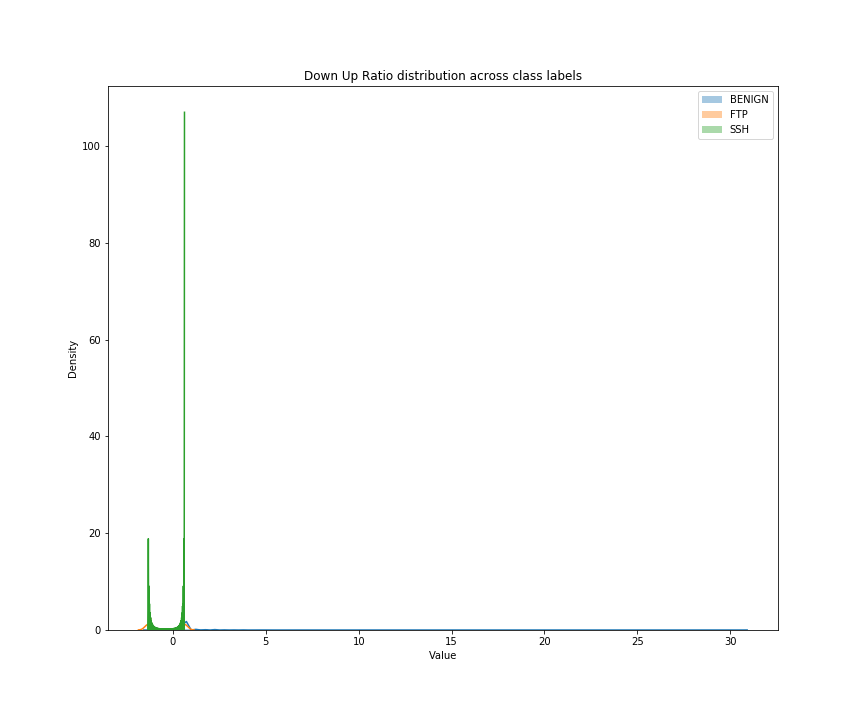 Down Up Ratio distribution across class labels
BENIGN
FTP
SSH
100
80
60
40
20
0
Density
0 5 10 15 20 25 30
Value